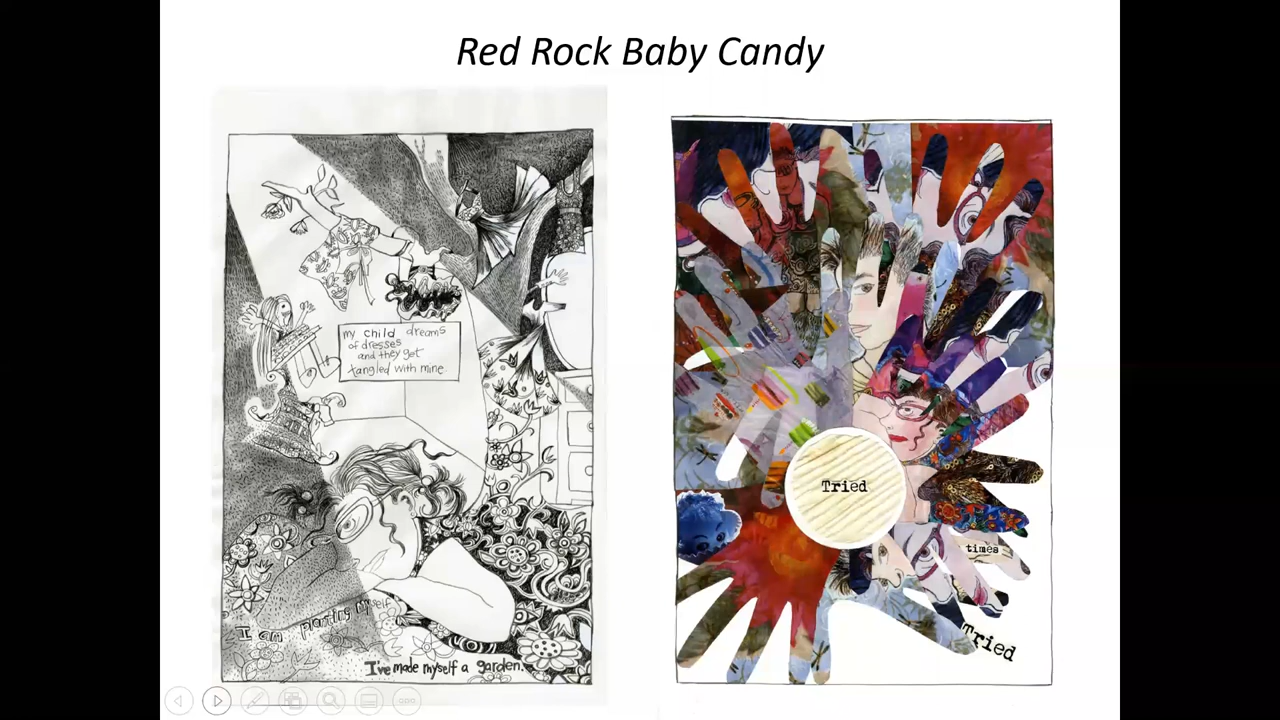 Red Rock Baby Candy
my child dreams
of dresses
and they get
tangled with mine
I am planting myself
I've made myself a garden.
Tried
times
Tried